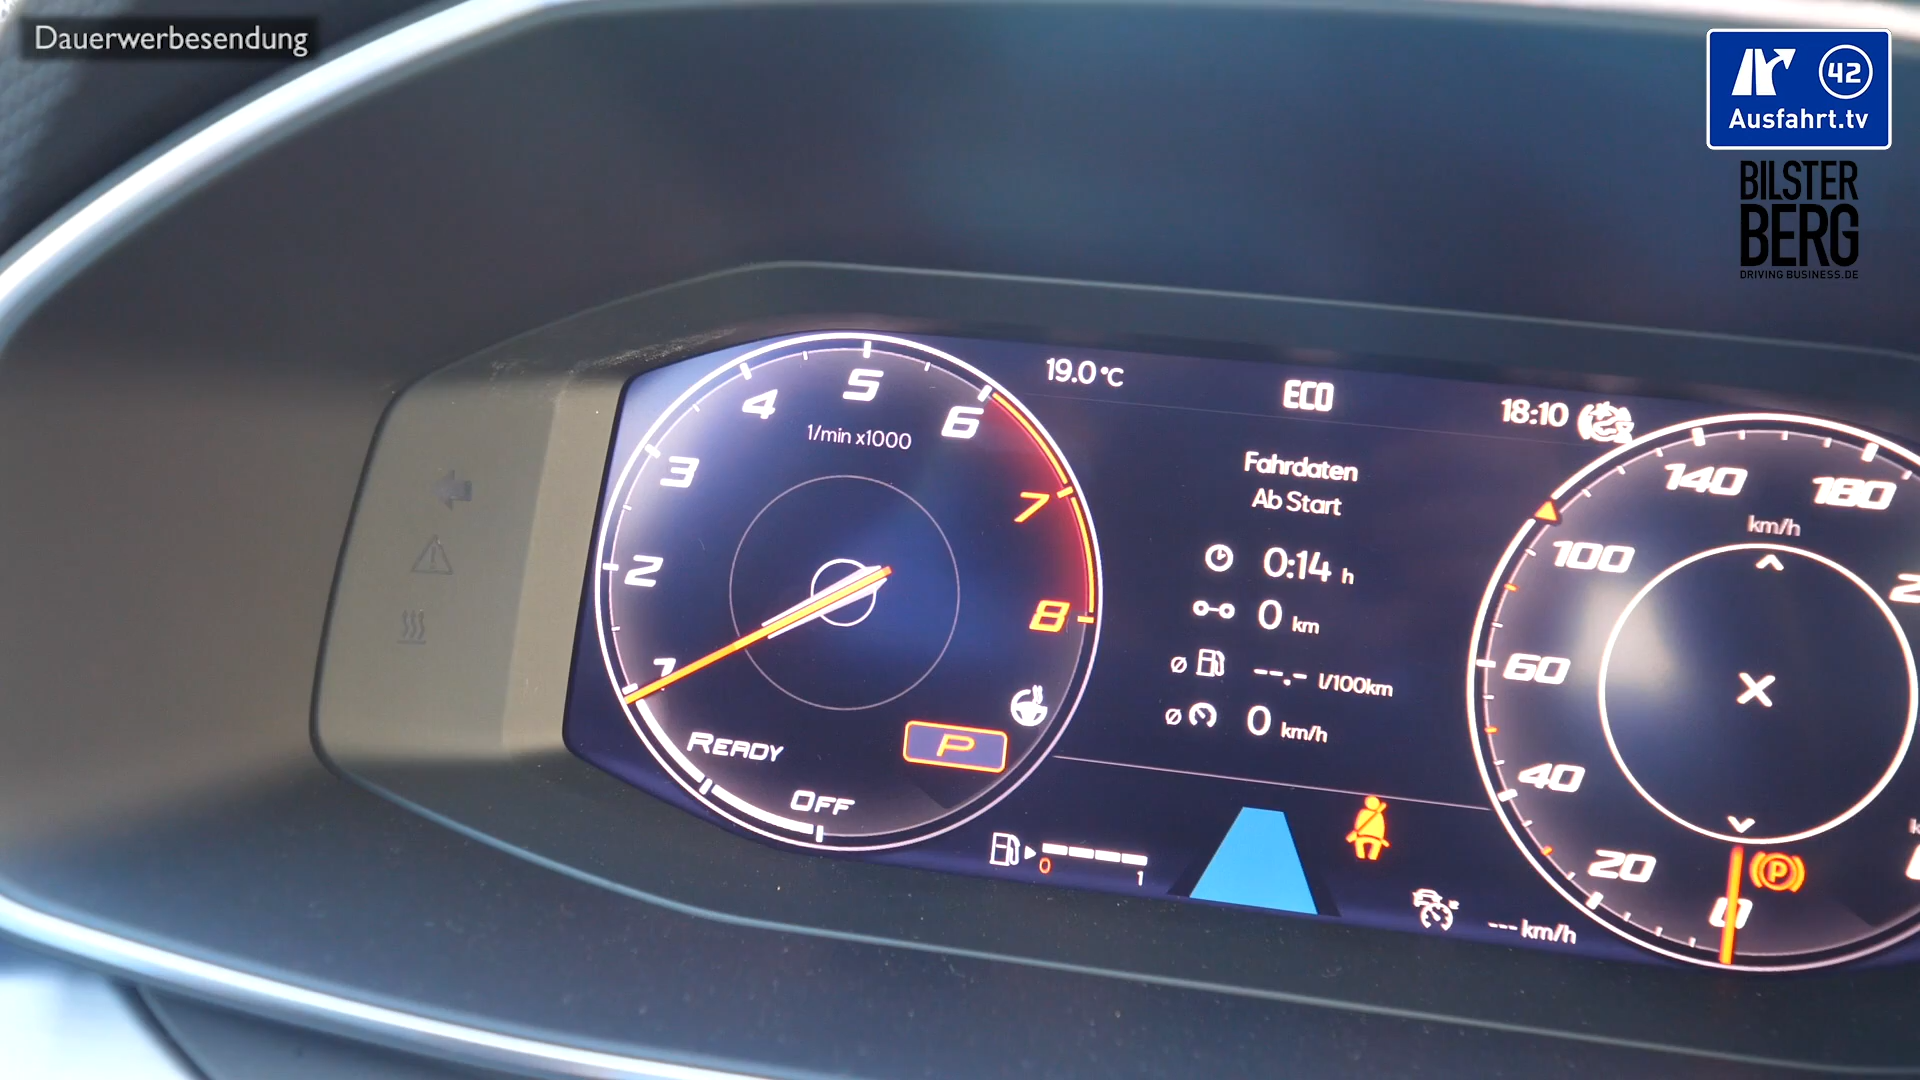 Dauerwerbesendung
42
Ausfahrt.tv
BILSTER
BERG
DRIVING BUSINESS.DE
19.0 °C
ECO
18:10
1/min x1000
1
2
3
4
5
6
7
8
READY
OFF
P
Fahrdaten
Ab Start
0:14 h
0 km
Ø --.- l/100km
Ø 0 km/h
0
1
--- km/h
km/h
0
20
40
60
100
140
180
P